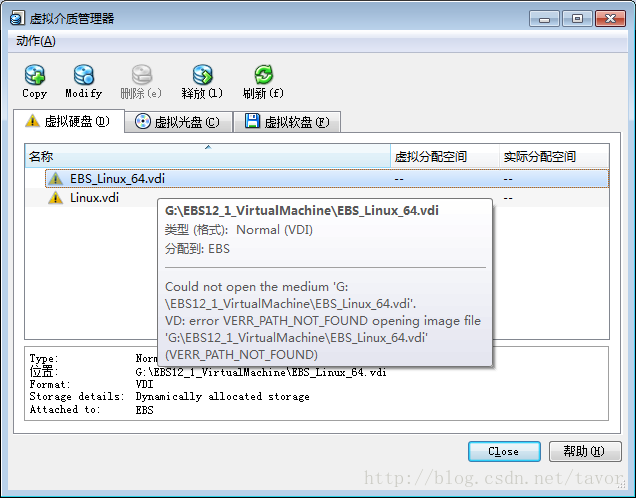 虚拟介质管理器
动作(A)
Copy Modify 删除(e) 释放(l) 刷新(f)
虚拟硬盘(D) 虚拟光盘(C) 虚拟软盘(F)
名称 虚拟分配空间 实际分配空间
EBS_Linux_64.vdi -- --
Linux.vdi --
G:\EBS12_1_VirtualMachine\EBS_Linux_64.vdi
类型 (格式): Normal (VDI)
分配到: EBS
Could not open the medium 'G:
\EBS12_1_VirtualMachine\EBS_Linux_64.vdi'.
VD: error VERR_PATH_NOT_FOUND opening image file
'G:\EBS12_1_VirtualMachine\EBS_Linux_64.vdi'
(VERR_PATH_NOT_FOUND)
Type:
位置: G:\EBS12_1_VirtualMachine\EBS_Linux_64.vdi
Format: VDI
Storage details: Dynamically allocated storage
Attached to: EBS
Close 帮助(H)
http://blog.csdn.net/tavor